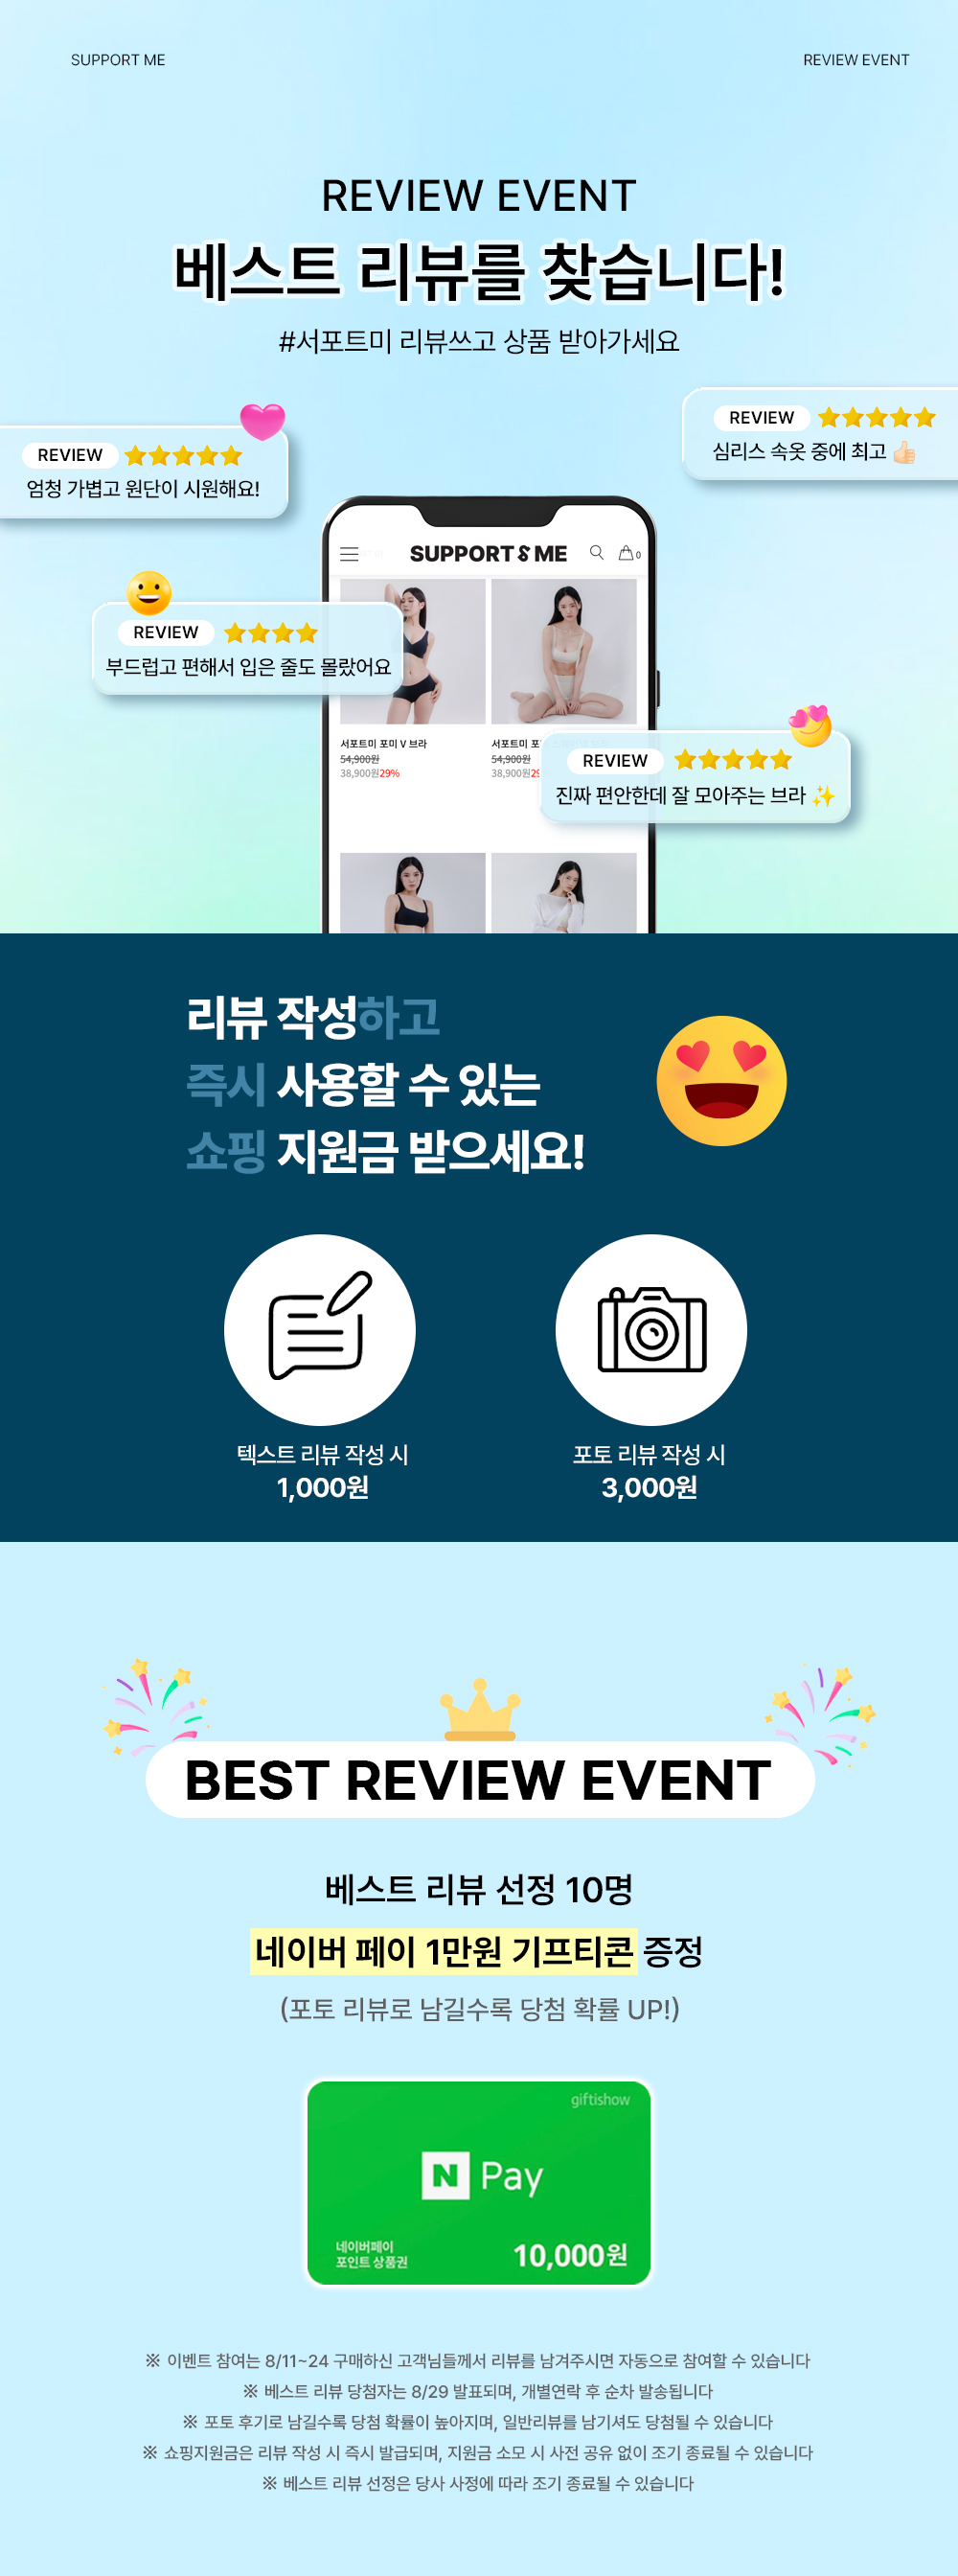 SUPPORT ME
REVIEW EVENT
REVIEW EVENT
베스트 리뷰를 찾습니다!
#서포트미 리뷰쓰고 상품 받아가세요
REVIEW
심리스 속옷 중에 최고
REVIEW
엄청 가볍고 원단이 시원해요!
SUPPORT & ME
0
REVIEW
부드럽고 편해서 입은 줄도 몰랐어요
서포트미 포미 V 브라
54,900원
38,900원29%
서포트미 포
54,900원
38,900원29
REVIEW
진짜 편안한데 잘 모아주는 브라
리뷰 작성하고
즉시 사용할 수 있는
쇼핑 지원금 받으세요!
텍스트 리뷰 작성 시
1,000원
포토 리뷰 작성 시
3,000원
BEST REVIEW EVENT
베스트 리뷰 선정 10명
네이버 페이 1만원 기프티콘 증정
(포토 리뷰로 남길수록 당첨 확률 UP!)
giftishow
N Pay
네이버페이
포인트 상품권
10,000원
※ 이벤트 참여는 8/11~24 구매하신 고객님들께서 리뷰를 남겨주시면 자동으로 참여할 수 있습니다
※ 베스트 리뷰 당첨자는 8/29 발표되며, 개별연락 후 순차 발송됩니다
※ 포토 후기로 남길수록 당첨 확률이 높아지며, 일반리뷰를 남기셔도 당첨될 수 있습니다
※ 쇼핑지원금은 리뷰 작성 시 즉시 발급되며, 지원금 소모 시 사전 공유 없이 조기 종료될 수 있습니다
※ 베스트 리뷰 선정은 당사 사정에 따라 조기 종료될 수 있습니다